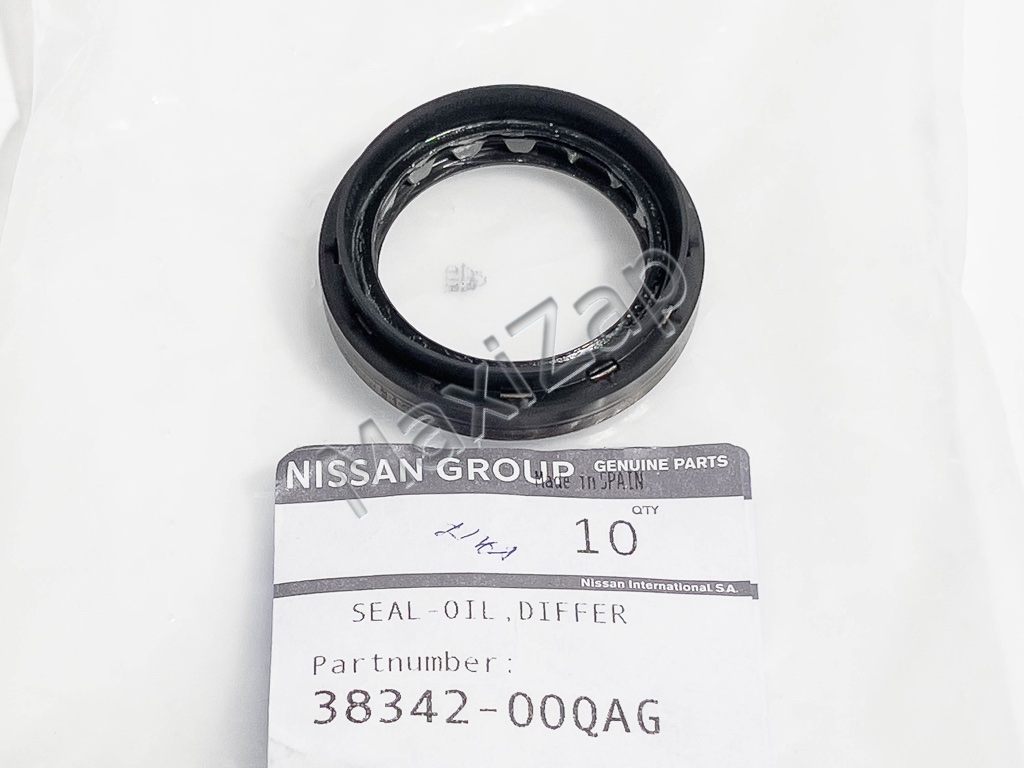 MaxiZap
NISSAN GROUP GENUINE PARTS
Made in SPAIN
QTY
10
Nissan International. S.A.
SEAL-OIL,DIFFER
Partnumber:
38342-00QAG